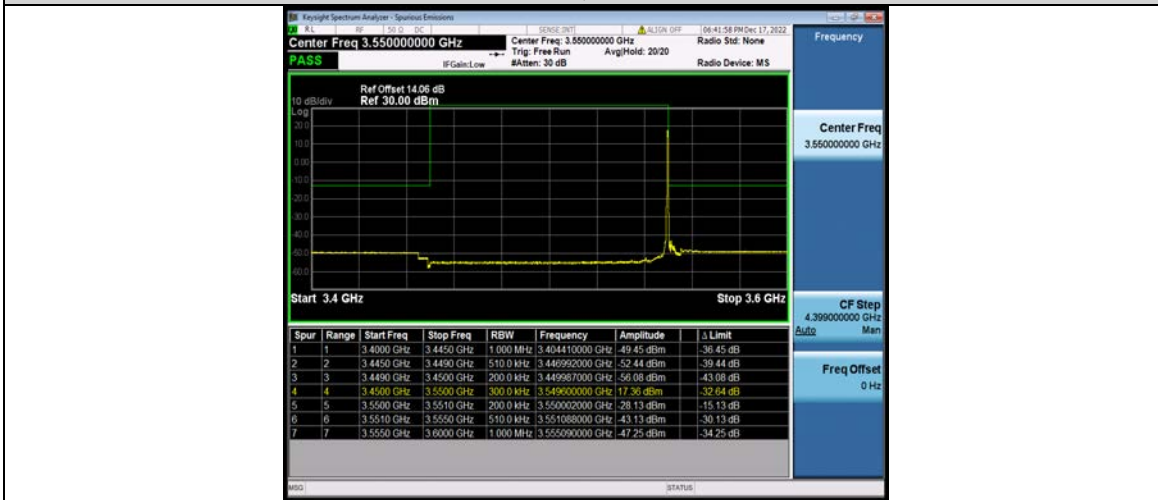 Keysight Spectrum Analyzer - Spurious Emissions
RL RF 50 Ω DC SENSE:INT ALIGN OFF 08:41:58 PM Dec 17, 2022
Center Freq 3.550000000 GHz Center Freq: 3.550000000 GHz Radio Std: None
Trig: Free Run Avg|Hold: 20/20
PASS IFGain:Low #Atten: 30 dB Radio Device: MS
Ref Offset 14.06 dB
10 dB/div Ref 30.00 dBm
Log
20.0
10.0
0.00
-10.0
-20.0
-30.0
-40.0
-50.0
-60.0
Start 3.4 GHz Stop 3.6 GHz
Spur Range Start Freq Stop Freq RBW Frequency Amplitude Δ Limit
1 1 3.4000 GHz 3.4450 GHz 1.000 MHz 3.404410000 GHz -49.45 dBm -36.45 dB
2 2 3.4450 GHz 3.4490 GHz 510.0 kHz 3.446992000 GHz -52.44 dBm -39.44 dB
3 3 3.4490 GHz 3.4500 GHz 200.0 kHz 3.449987000 GHz -56.08 dBm -43.08 dB
4 4 3.4500 GHz 3.5500 GHz 300.0 kHz 3.549600000 GHz 17.36 dBm -32.64 dB
5 5 3.5500 GHz 3.5510 GHz 200.0 kHz 3.550002000 GHz -28.13 dBm -15.13 dB
6 6 3.5510 GHz 3.5550 GHz 510.0 kHz 3.551088000 GHz -43.13 dBm -30.13 dB
7 7 3.5550 GHz 3.6000 GHz 1.000 MHz 3.555090000 GHz -47.25 dBm -34.25 dB
MSG STATUS
Frequency
Center Freq
3.550000000 GHz
CF Step
4.399000000 GHz
Auto Man
Freq Offset
0 Hz